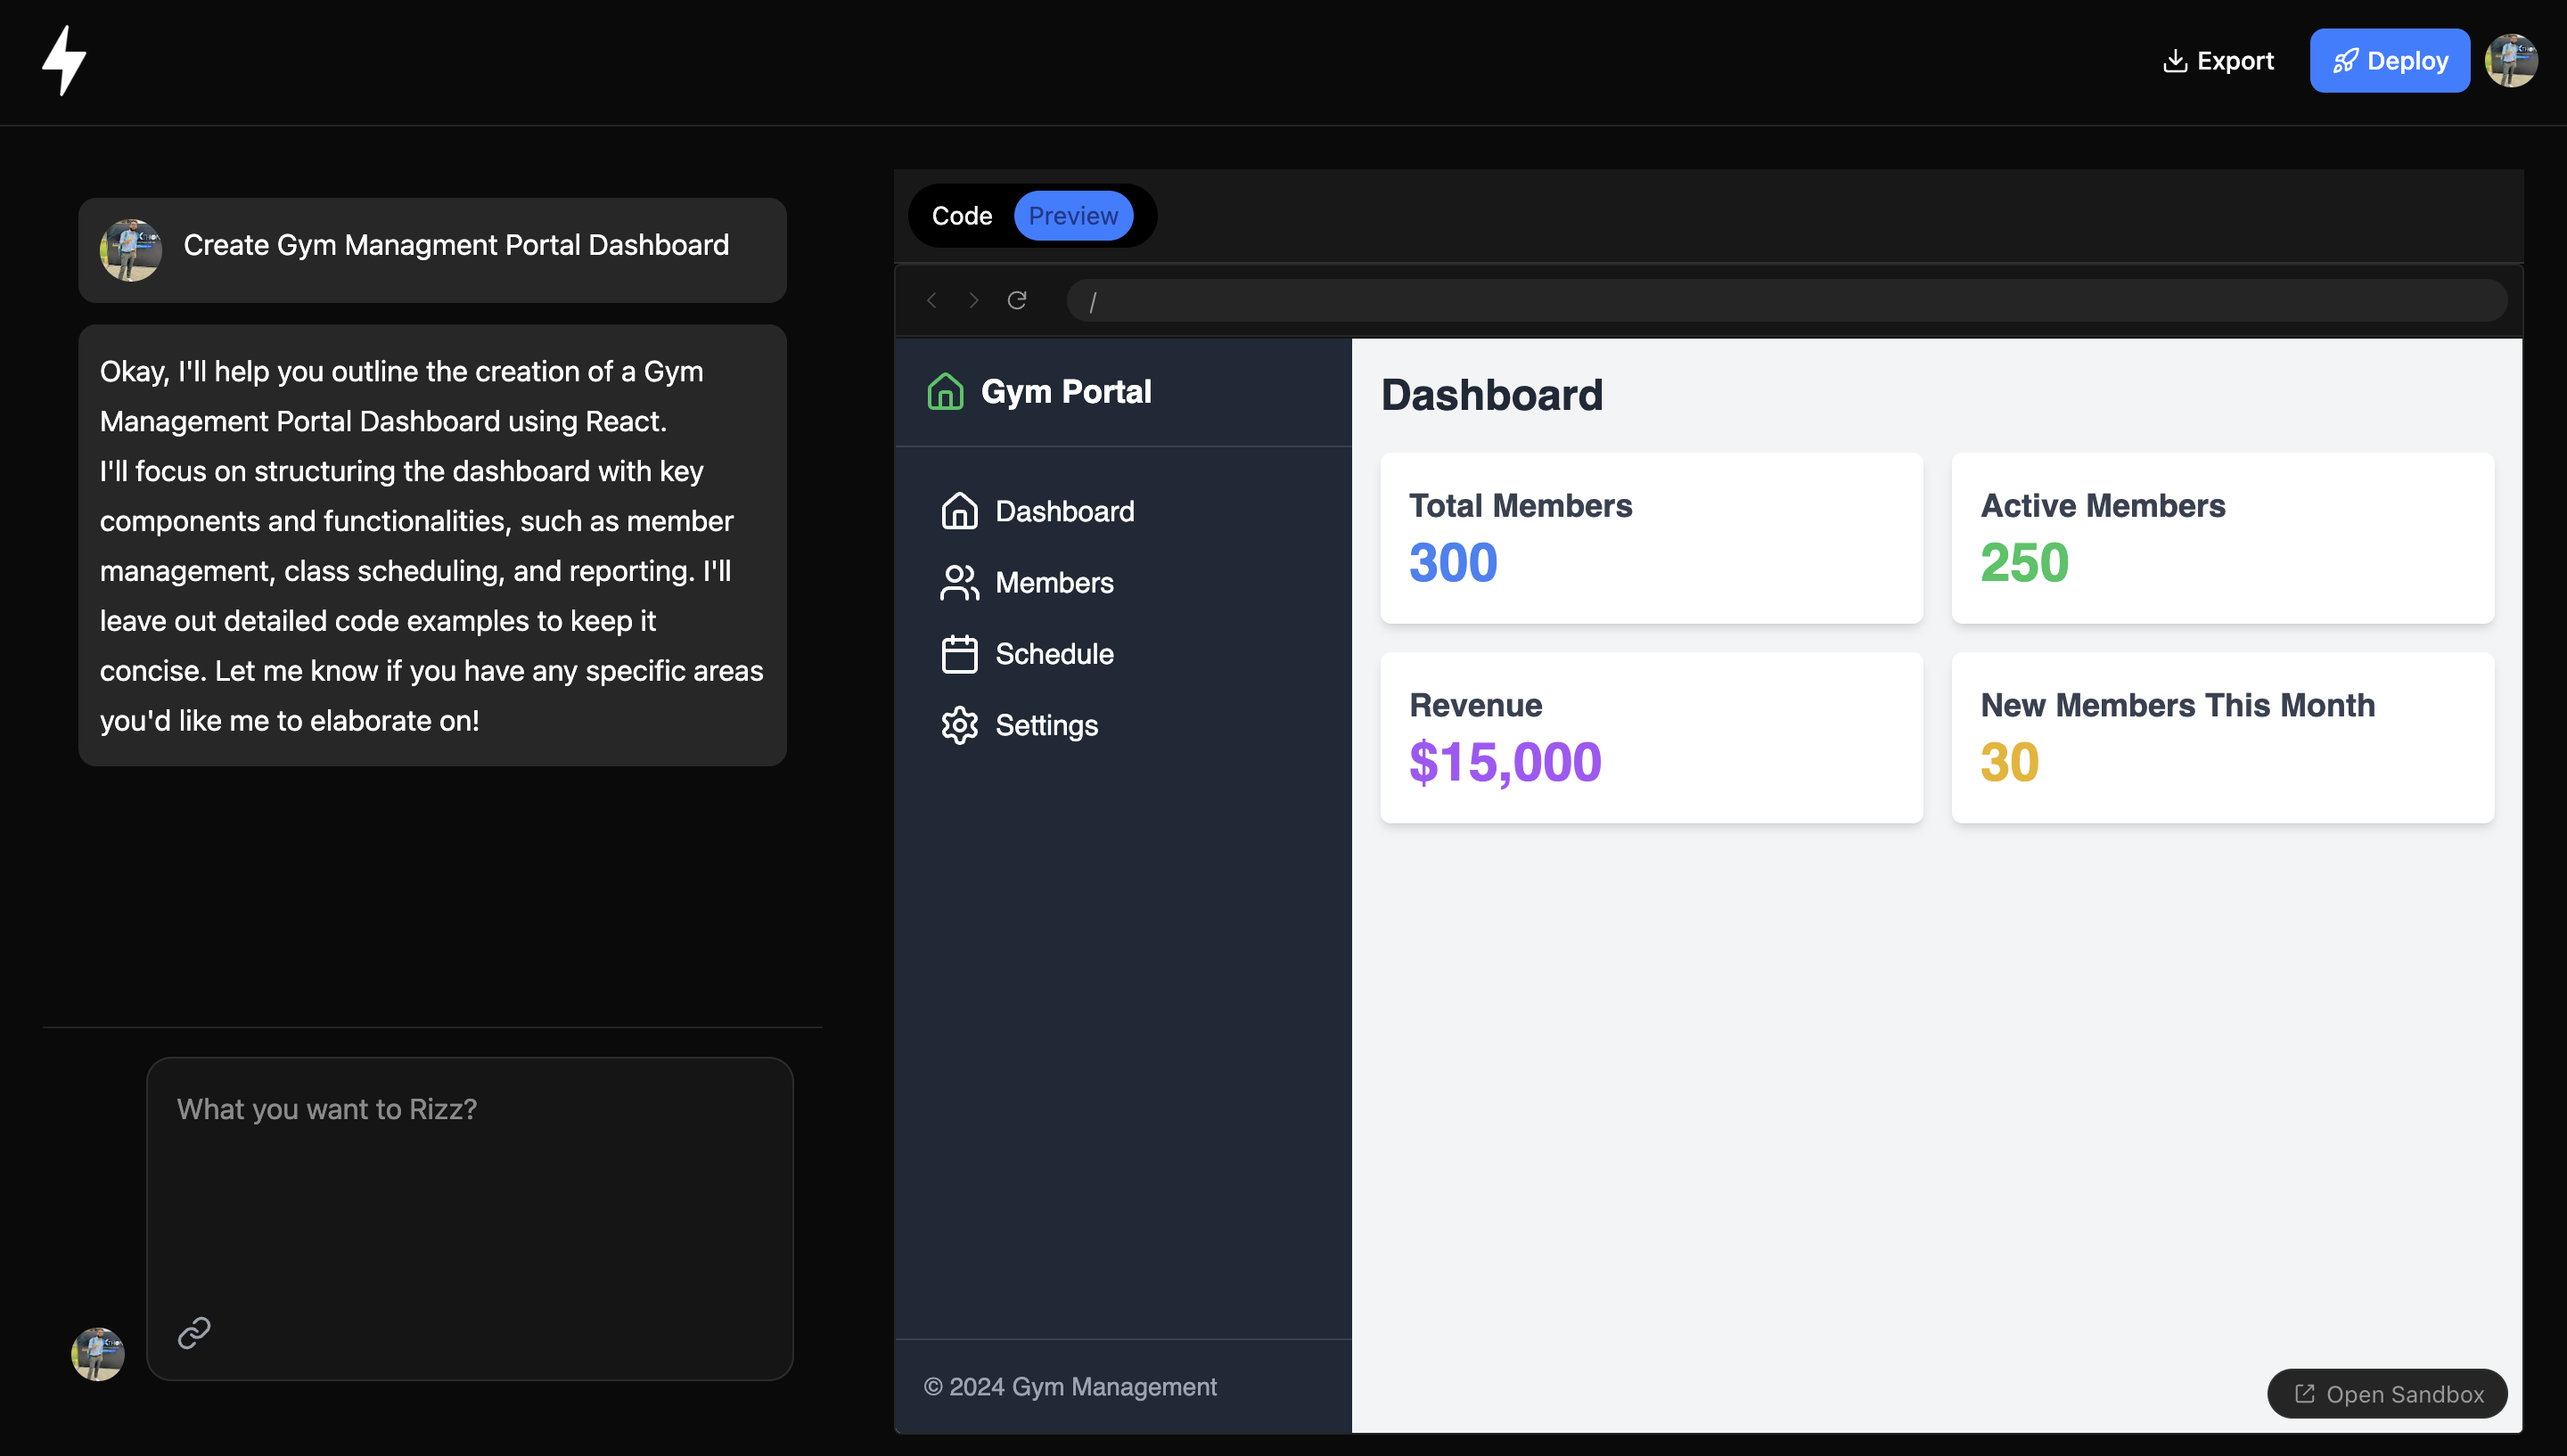 Export
Deploy
Create Gym Managment Portal Dashboard
Okay, I'll help you outline the creation of a Gym
Management Portal Dashboard using React.
I'll focus on structuring the dashboard with key
components and functionalities, such as member
management, class scheduling, and reporting. I'll
leave out detailed code examples to keep it
concise. Let me know if you have any specific areas
you'd like me to elaborate on!
What you want to Rizz?
Code
Preview
/
Gym Portal
Dashboard
Members
Schedule
Settings
© 2024 Gym Management
Dashboard
Total Members
300
Active Members
250
Revenue
$15,000
New Members This Month
30
Open Sandbox